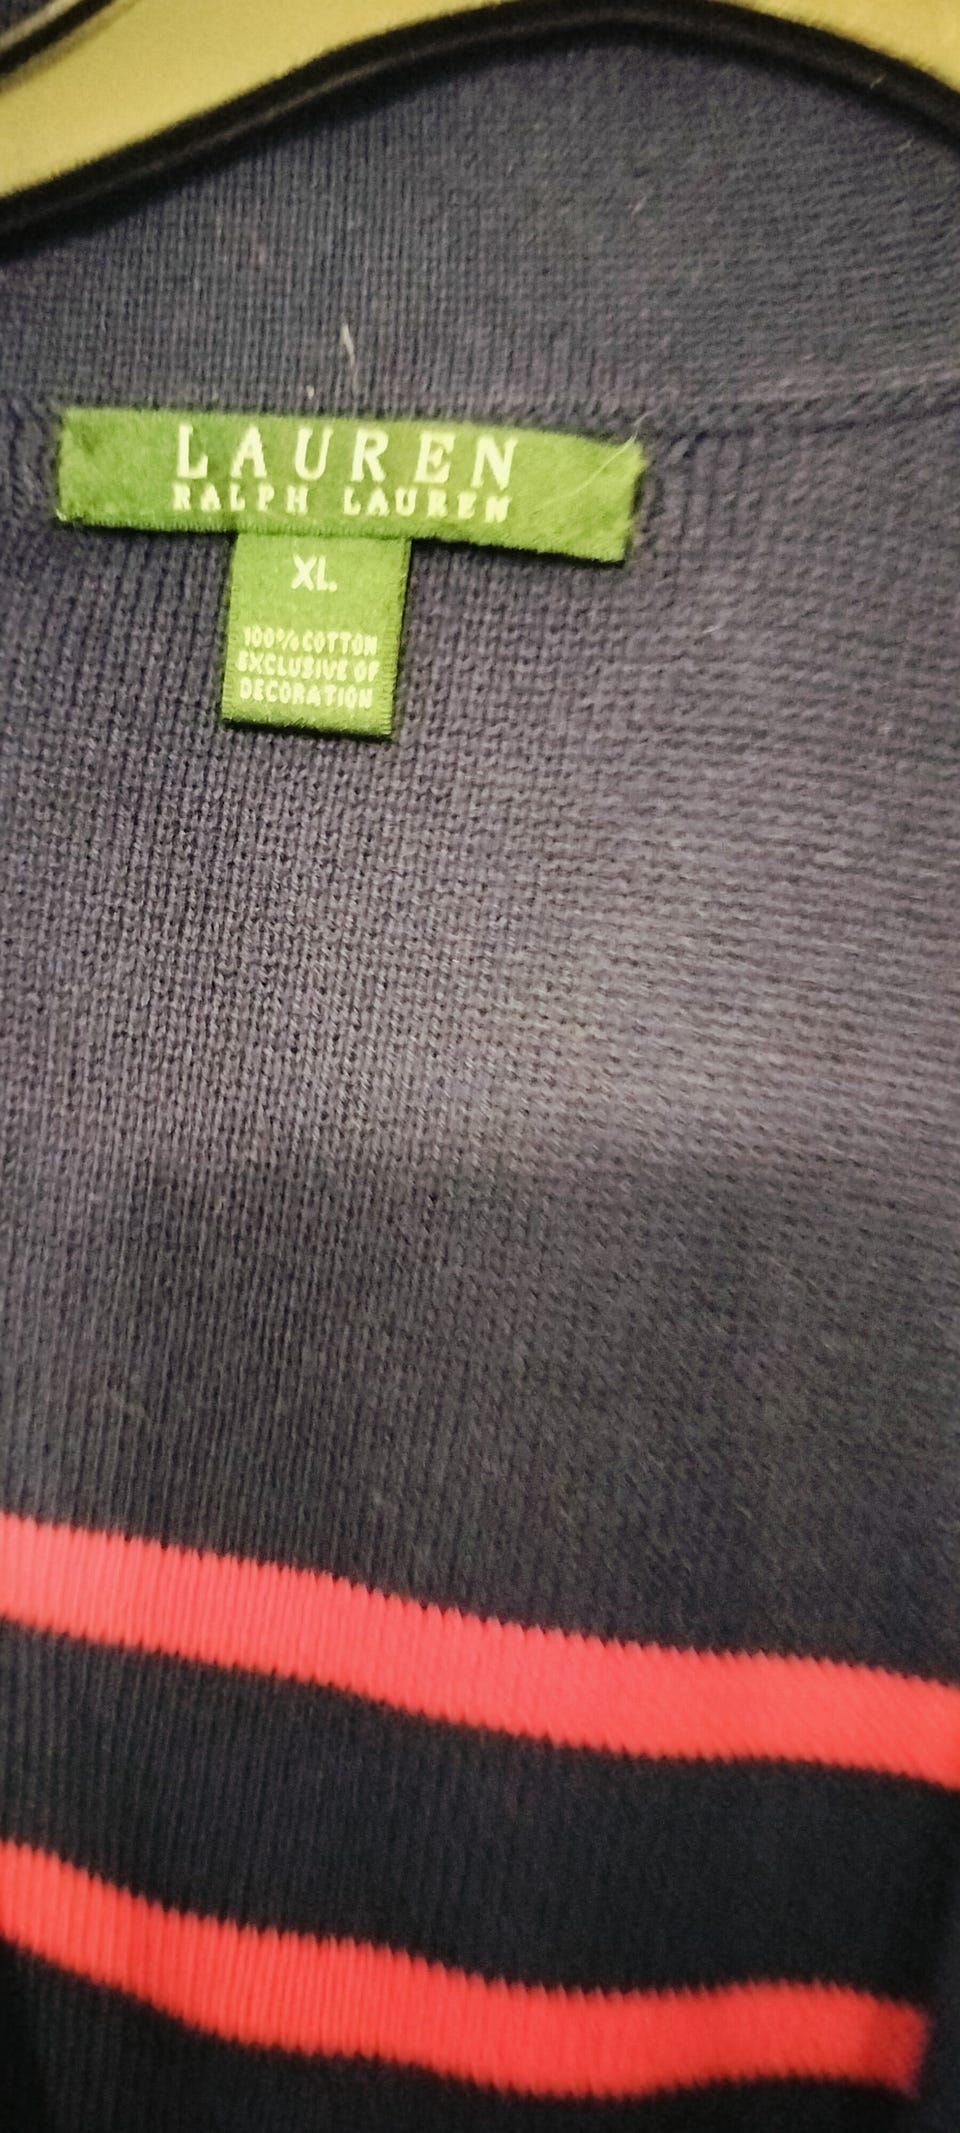 LAUREN
RALPH LAUREN
XL
100% COTTON
EXCLUSIVE OF
DECORATION